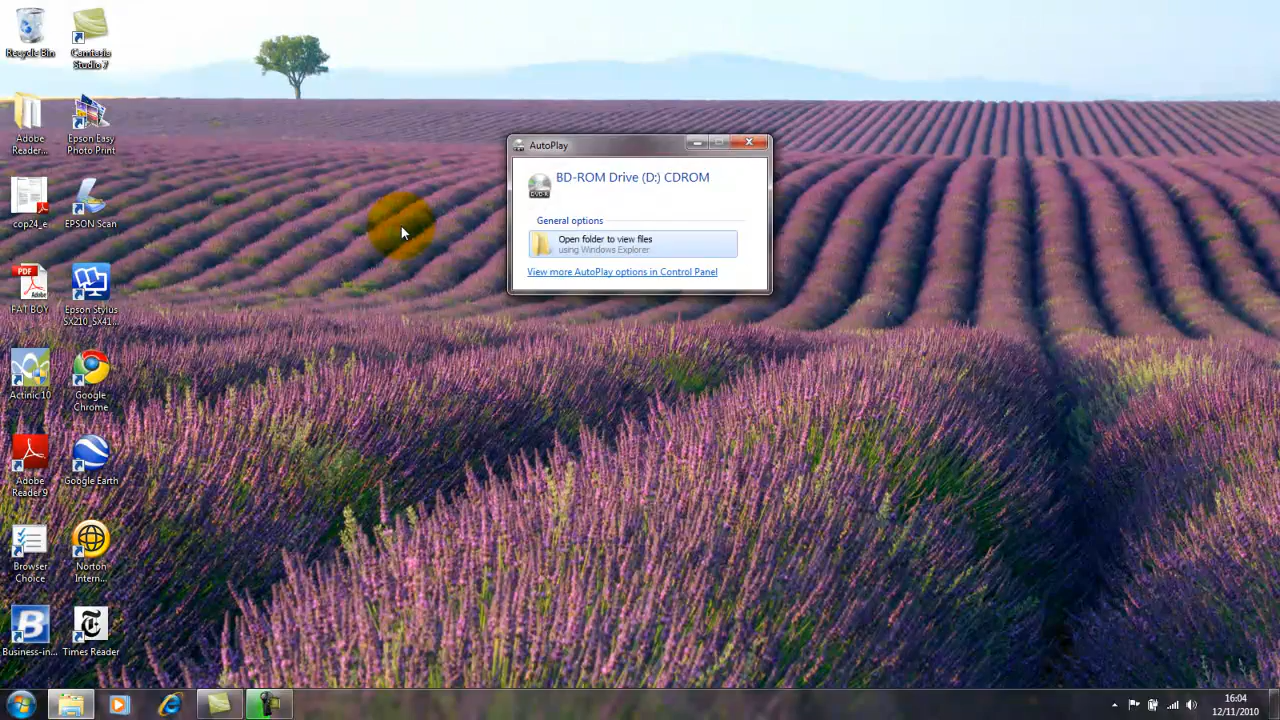 Recycle Bin
Camtasia
Studio 7
Adobe
Reader...
Epson Easy
Photo Print
cop24_e
EPSON Scan
PDF
Adobe
FAT BOY
Epson Stylus
SX210_SX41...
Actinic 10
Google
Chrome
Adobe
Reader 9
Google Earth
Browser
Choice
Norton
Intern...
Business-in...
Times Reader
AutoPlay
BD-ROM Drive (D:) CDROM
General options
Open folder to view files
using Windows Explorer
View more AutoPlay options in Control Panel
16:04
12/11/2010